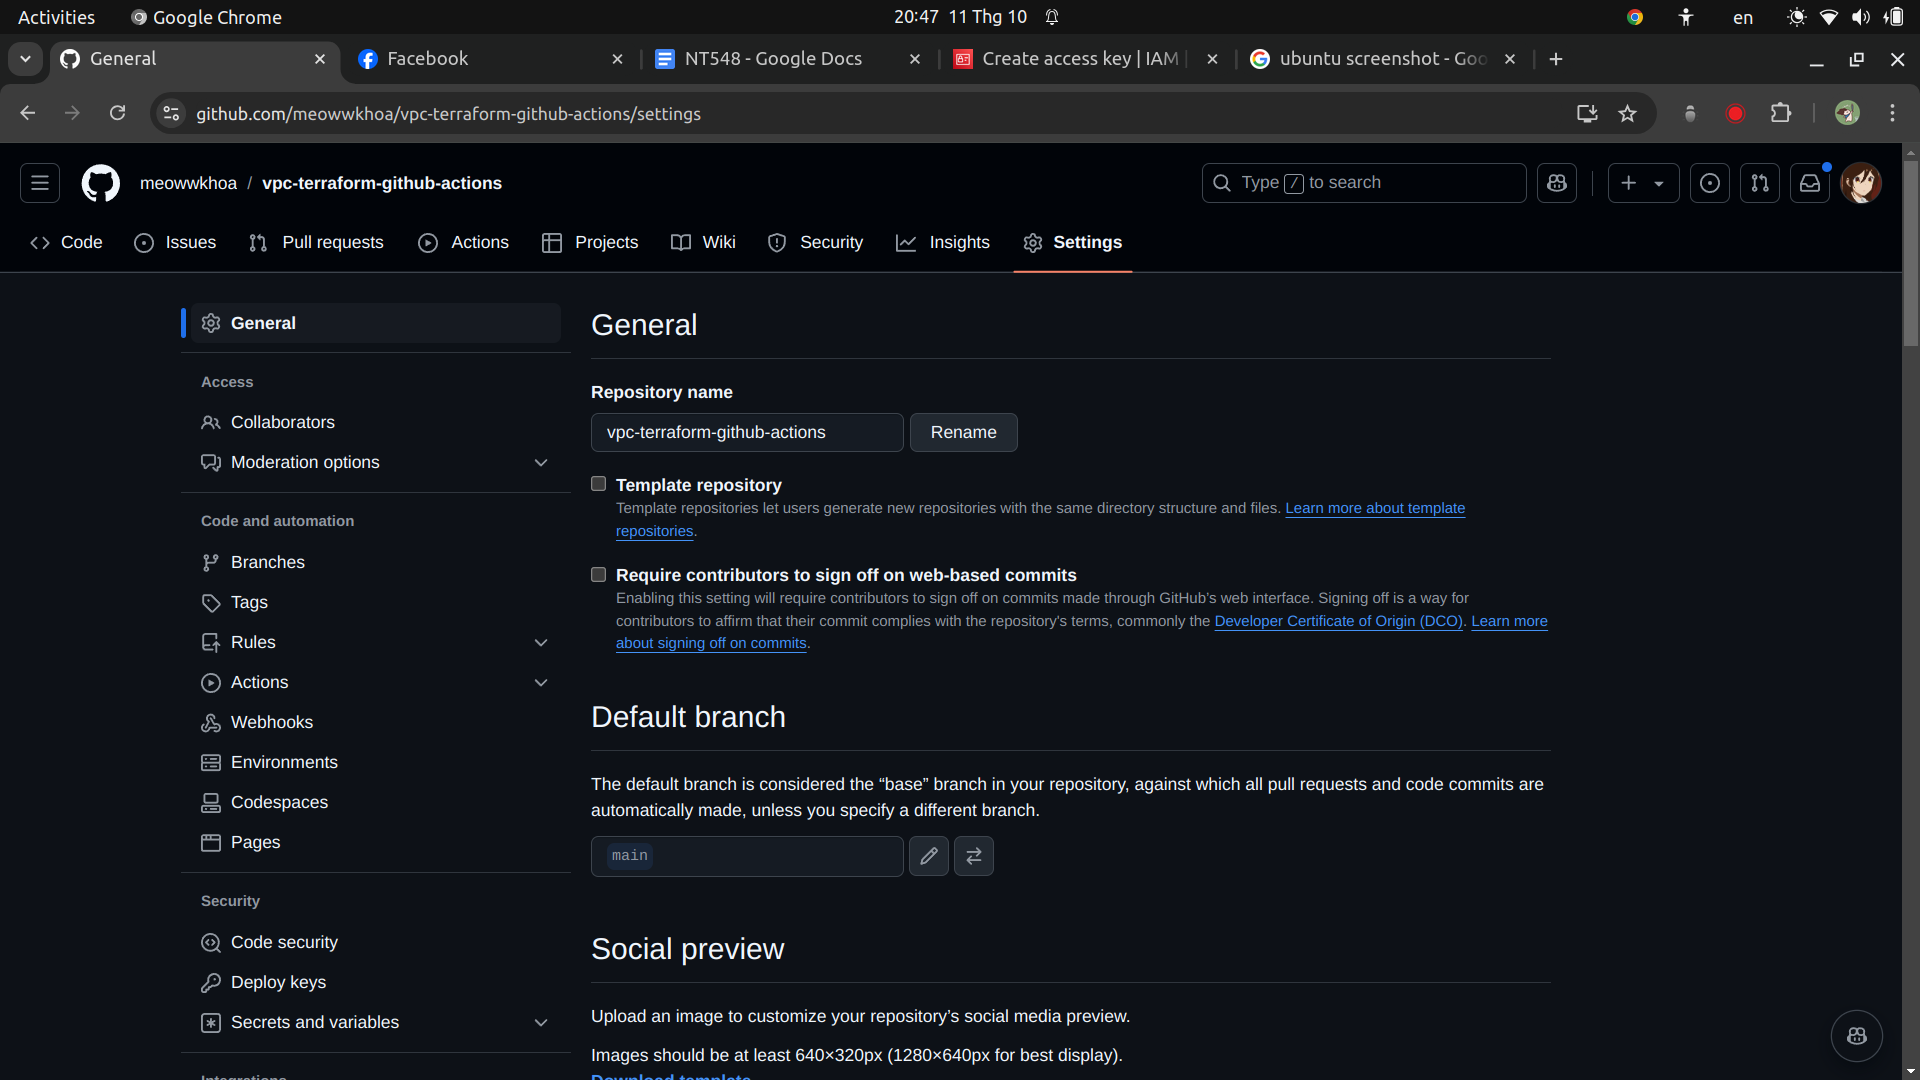 Activities
Google Chrome
20:47 11 Thg 10
en
General
Facebook
NT548 - Google Docs
Create access key | IAM |
ubuntu screenshot - Goo
github.com/meowwkhoa/vpc-terraform-github-actions/settings
meowwkhoa / vpc-terraform-github-actions
Type / to search
Code
Issues
Pull requests
Actions
Projects
Wiki
Security
Insights
Settings
General
Access
Collaborators
Moderation options
Code and automation
Branches
Tags
Rules
Actions
Webhooks
Environments
Codespaces
Pages
Security
Code security
Deploy keys
Secrets and variables
Integrations
General
Repository name
vpc-terraform-github-actions
Rename
Template repository
Template repositories let users generate new repositories with the same directory structure and files. Learn more about template
repositories.
Require contributors to sign off on web-based commits
Enabling this setting will require contributors to sign off on commits made through GitHub’s web interface. Signing off is a way for
contributors to affirm that their commit complies with the repository's terms, commonly the Developer Certificate of Origin (DCO). Learn more
about signing off on commits.
Default branch
The default branch is considered the “base” branch in your repository, against which all pull requests and code commits are
automatically made, unless you specify a different branch.
main
Social preview
Upload an image to customize your repository’s social media preview.
Images should be at least 640×320px (1280×640px for best display).
Download template